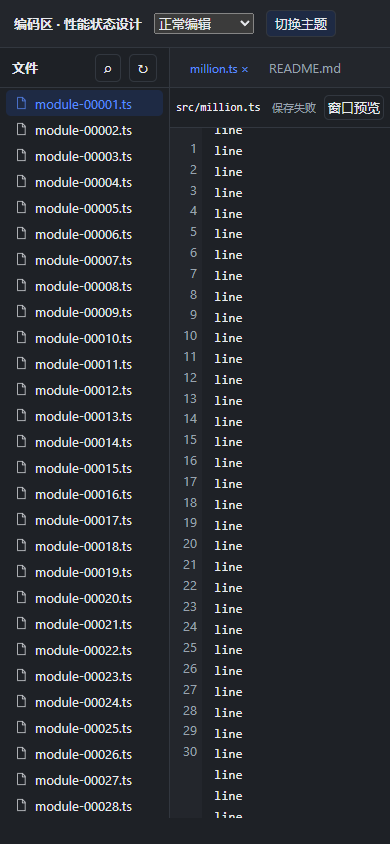 编码区 · 性能状态设计 正常编辑 切换主题
文件
module-00001.ts
module-00002.ts
module-00003.ts
module-00004.ts
module-00005.ts
module-00006.ts
module-00007.ts
module-00008.ts
module-00009.ts
module-00010.ts
module-00011.ts
module-00012.ts
module-00013.ts
module-00014.ts
module-00015.ts
module-00016.ts
module-00017.ts
module-00018.ts
module-00019.ts
module-00020.ts
module-00021.ts
module-00022.ts
module-00023.ts
module-00024.ts
module-00025.ts
module-00026.ts
module-00027.ts
module-00028.ts
million.ts × README.md
src/million.ts 保存失败 窗口预览
line
1 line
2 line
3 line
4 line
5 line
6 line
7 line
8 line
9 line
10 line
11 line
12 line
13 line
14 line
15 line
16 line
17 line
18 line
19 line
20 line
21 line
22 line
23 line
24 line
25 line
26 line
27 line
28 line
29 line
30 line
line
line
line